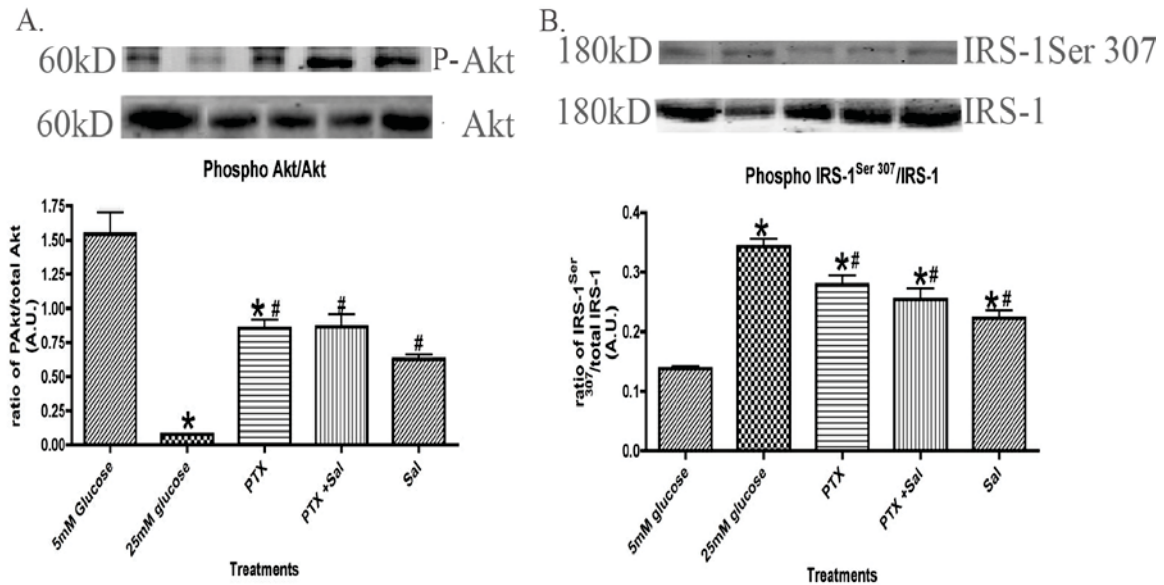 A.
60kD P-Akt
60kD Akt
Phospho Akt/Akt
ratio of PAkt/total Akt
(A.U.)
1.75
1.50
1.25
1.00
0.75
0.50
0.25
0.00
*
*#
#
#
5mM Glucose
25mM glucose
PTX
PTX +Sal
Sal
Treatments
B.
180kD IRS-1Ser 307
180kD IRS-1
Phospho IRS-1Ser 307/IRS-1
ratio of IRS-1Ser
307/total IRS-1
(A.U.)
0.4
0.3
0.2
0.1
0.0
*
*#
*#
*#
5mM glucose
25mM glucose
PTX
PTX +Sal
Sal
Treatments